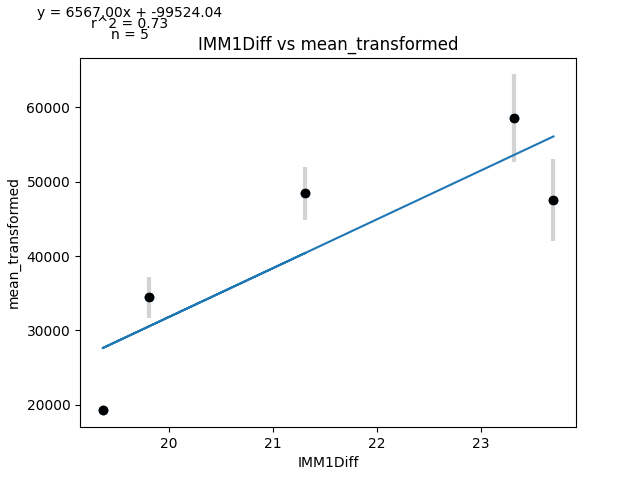 y = 6567.00x + -99524.04
r^2 = 0.73
n = 5
IMM1Diff vs mean_transformed
60000
50000
40000
30000
20000
mean_transformed
20 21 22 23
IMM1Diff